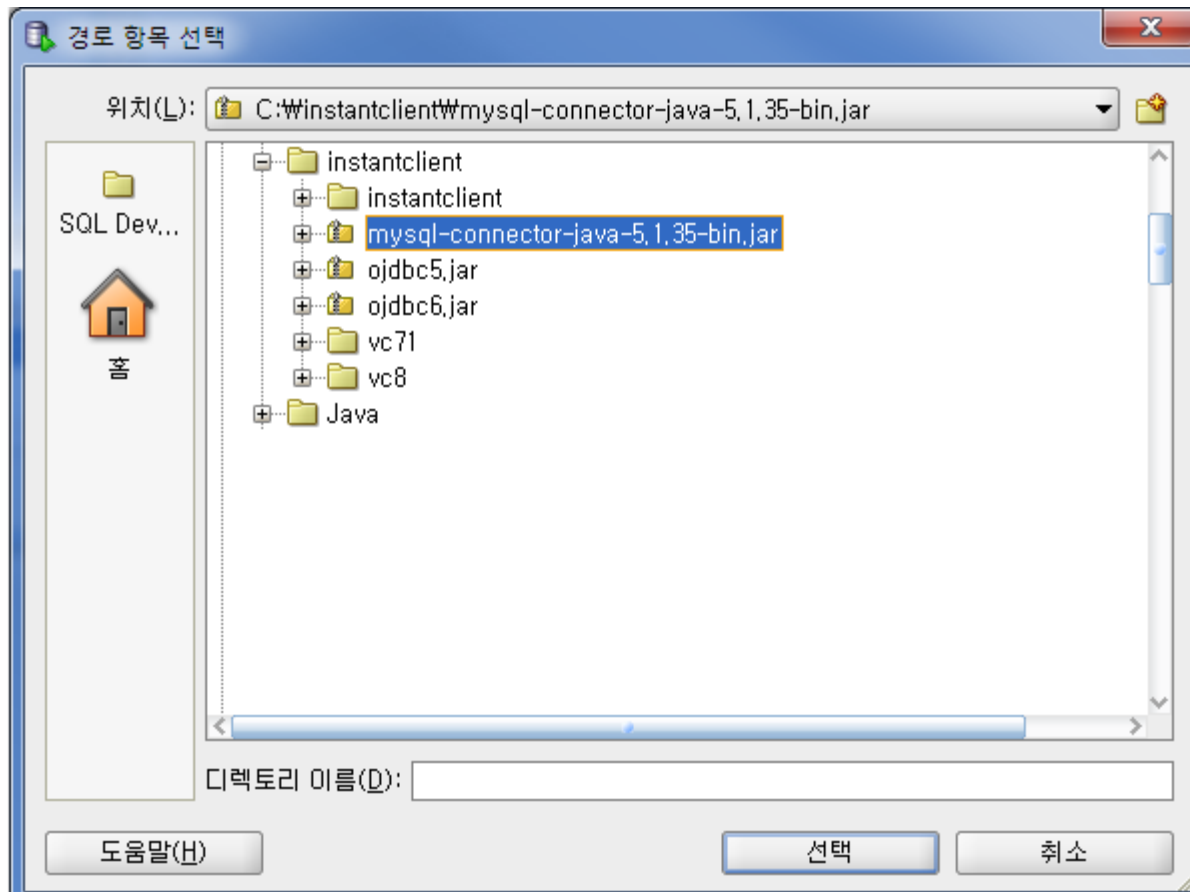 경로 항목 선택
위치(L): C:₩instantclient₩mysql-connector-java-5,1,35-bin,jar
instantclient
instantclient
SQL Dev,,,
mysql-connector-java-5,1,35-bin,jar
ojdbc5,jar
ojdbc6,jar
vc71
홈
vc8
Java
디렉토리 이름(D):
도움말(H) 선택 취소